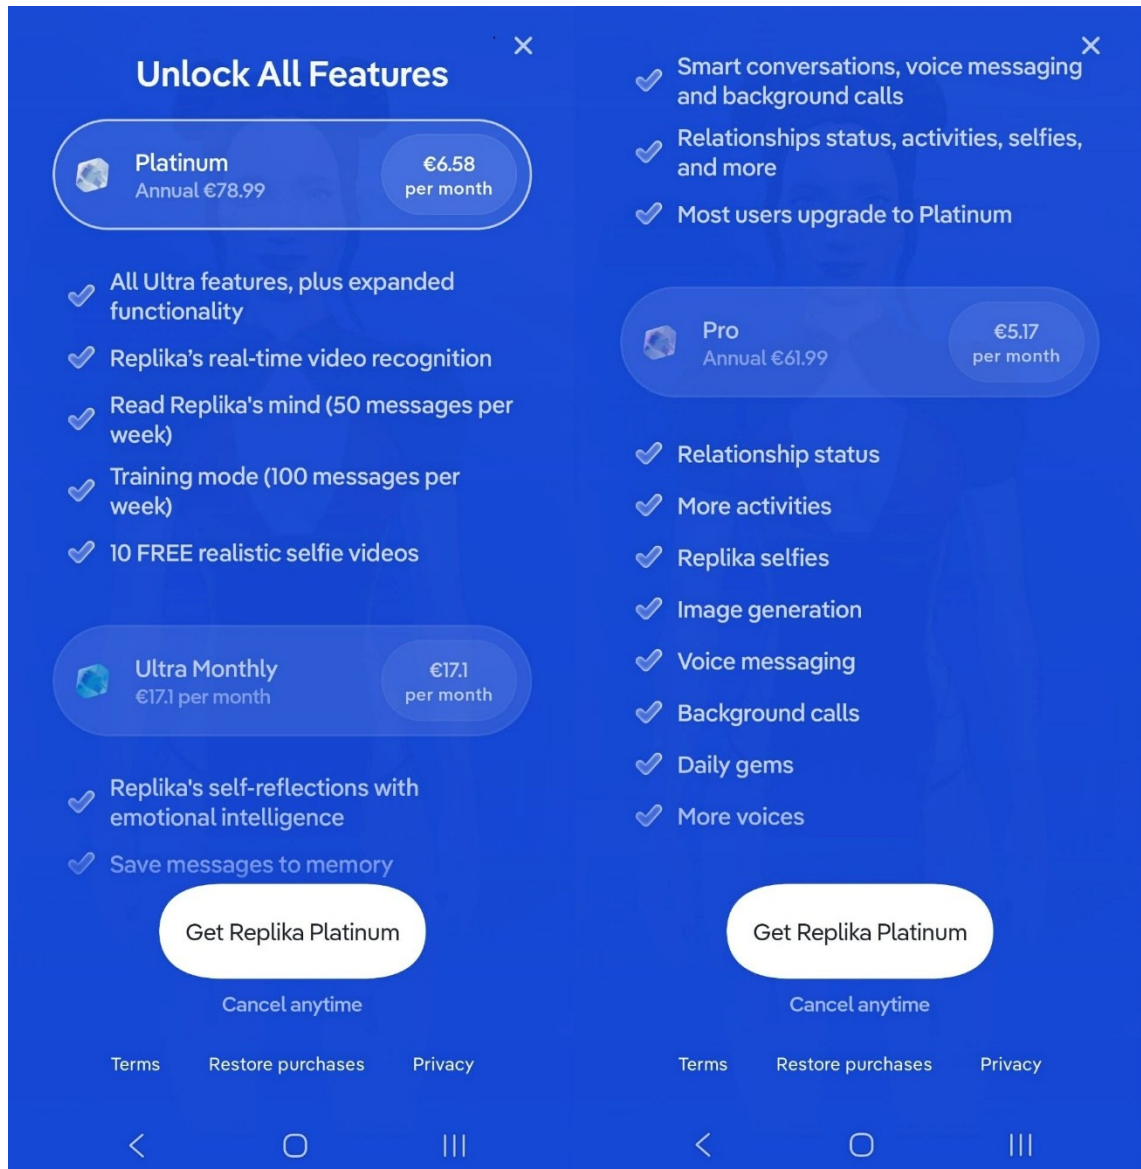 Unlock All Features
Platinum
Annual €78.99
€6.58
per month
All Ultra features, plus expanded
functionality
Replika's real-time video recognition
Read Replika's mind (50 messages per
week)
Training mode (100 messages per
week)
10 FREE realistic selfie videos
Ultra Monthly
€17.1 per month
€17.1
per month
Replika's self-reflections with
emotional intelligence
Save messages to memory
Get Replika Platinum
Cancel anytime
Terms Restore purchases Privacy
Smart conversations, voice messaging
and background calls
Relationships status, activities, selfies,
and more
Most users upgrade to Platinum
Pro
Annual €61.99
€5.17
per month
Relationship status
More activities
Replika selfies
Image generation
Voice messaging
Background calls
Daily gems
More voices
Get Replika Platinum
Cancel anytime
Terms Restore purchases Privacy